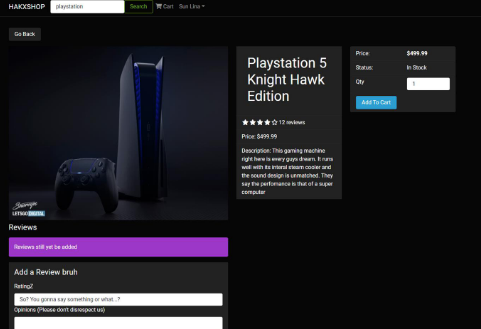 HAKXSHOP
playstation
Search
Cart
Sun Lina
Go Back
Playstation 5
Knight Hawk
Edition
12 reviews
Price: $499.99
Description: This gaming machine
right here is every guys dream. It runs
well with its interal steam cooler and
the sound design is unmatched. They
say the perfomance is that of a super
computer
Price:
$499.99
Status:
In Stock
Qty
1
Add To Cart
LETSGODIGITAL
Reviews
Reviews still yet be added
Add a Review bruh
RatingZ
So? You gonna say something or what...?
Opinions (Please don't disrespect us)